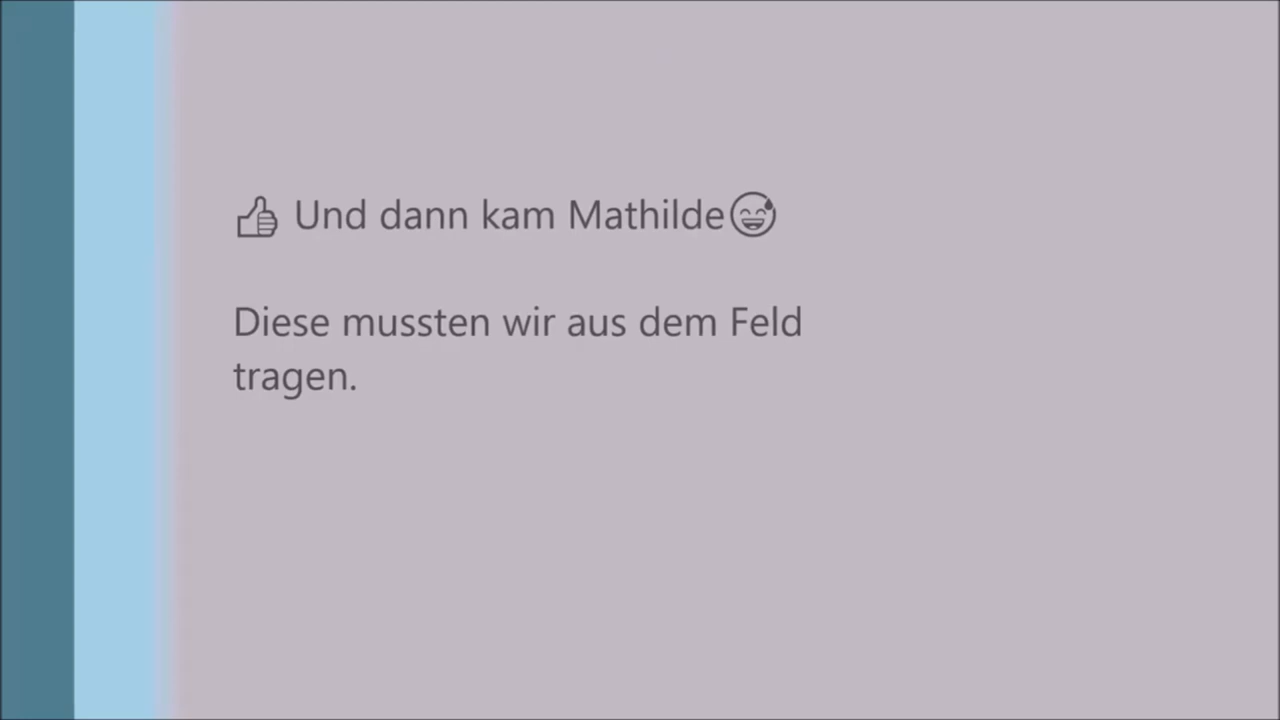 👍 Und dann kam Mathilde😅
Diese mussten wir aus dem Feld
tragen.